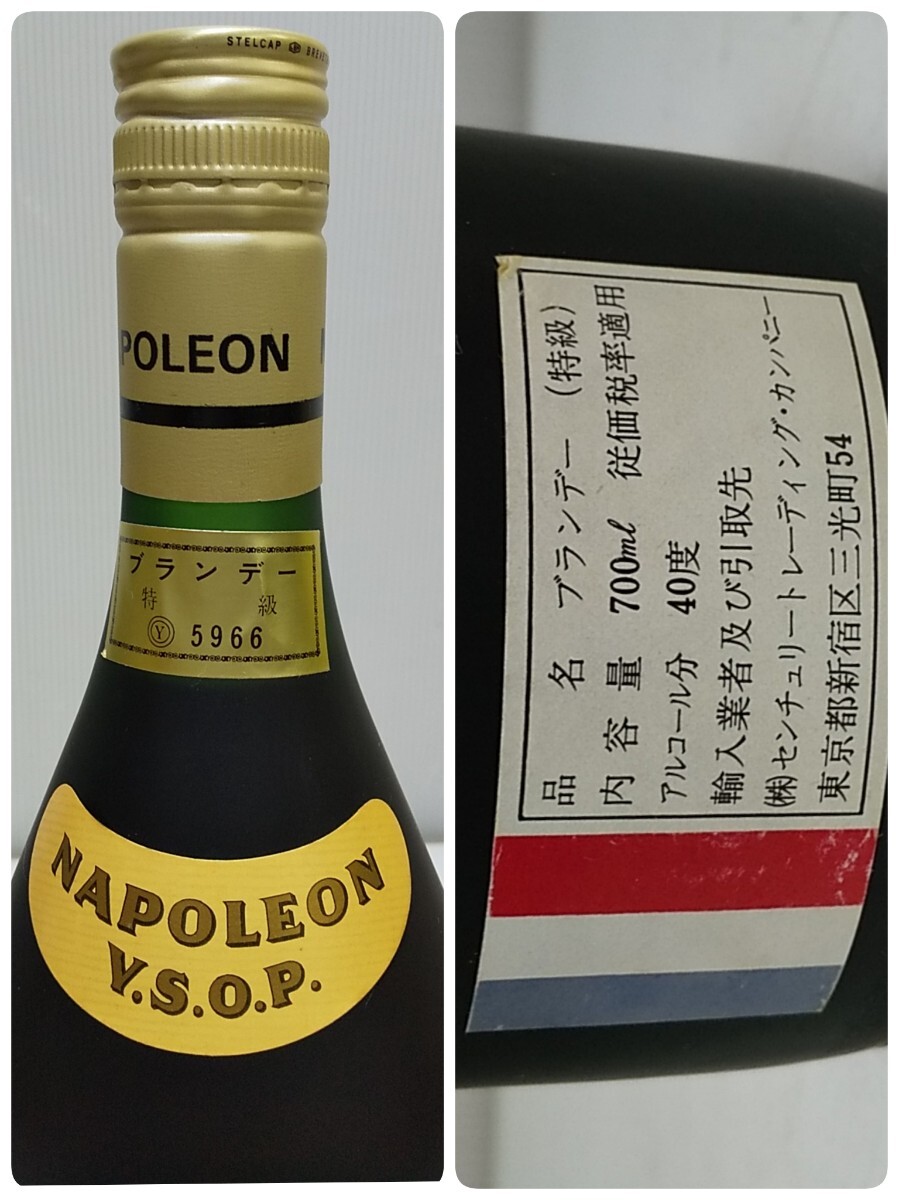 STELCAP
POLEON
ブランデー
特級
Ⓨ 5966
NAPOLEON
V.S.O.P.
品名 ブランデー (特級)
内容量 700ml 従価税率適用
アルコール分 40度
輸入業者及び引取先
㈱センチュリートレーディング・カンパニー
東京都新宿区三光町54